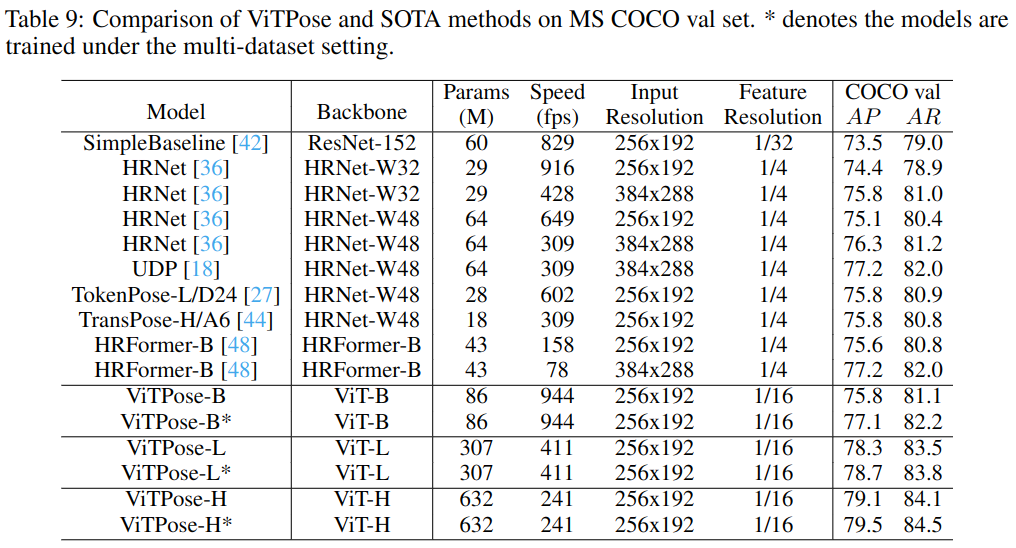 Table 9: Comparison of ViTPose and SOTA methods on MS COCO val set. * denotes the models are
trained under the multi-dataset setting.
Model Backbone Params (M) Speed (fps) Input Resolution Feature Resolution COCO val AP AR
SimpleBaseline [42] ResNet-152 60 829 256x192 1/32 73.5 79.0
HRNet [36] HRNet-W32 29 916 256x192 1/4 74.4 78.9
HRNet [36] HRNet-W32 29 428 384x288 1/4 75.8 81.0
HRNet [36] HRNet-W48 64 649 256x192 1/4 75.1 80.4
HRNet [36] HRNet-W48 64 309 384x288 1/4 76.3 81.2
UDP [18] HRNet-W48 64 309 384x288 1/4 77.2 82.0
TokenPose-L/D24 [27] HRNet-W48 28 602 256x192 1/4 75.8 80.9
TransPose-H/A6 [44] HRNet-W48 18 309 256x192 1/4 75.8 80.8
HRFormer-B [48] HRFormer-B 43 158 256x192 1/4 75.6 80.8
HRFormer-B [48] HRFormer-B 43 78 384x288 1/4 77.2 82.0
ViTPose-B ViT-B 86 944 256x192 1/16 75.8 81.1
ViTPose-B* ViT-B 86 944 256x192 1/16 77.1 82.2
ViTPose-L ViT-L 307 411 256x192 1/16 78.3 83.5
ViTPose-L* ViT-L 307 411 256x192 1/16 78.7 83.8
ViTPose-H ViT-H 632 241 256x192 1/16 79.1 84.1
ViTPose-H* ViT-H 632 241 256x192 1/16 79.5 84.5